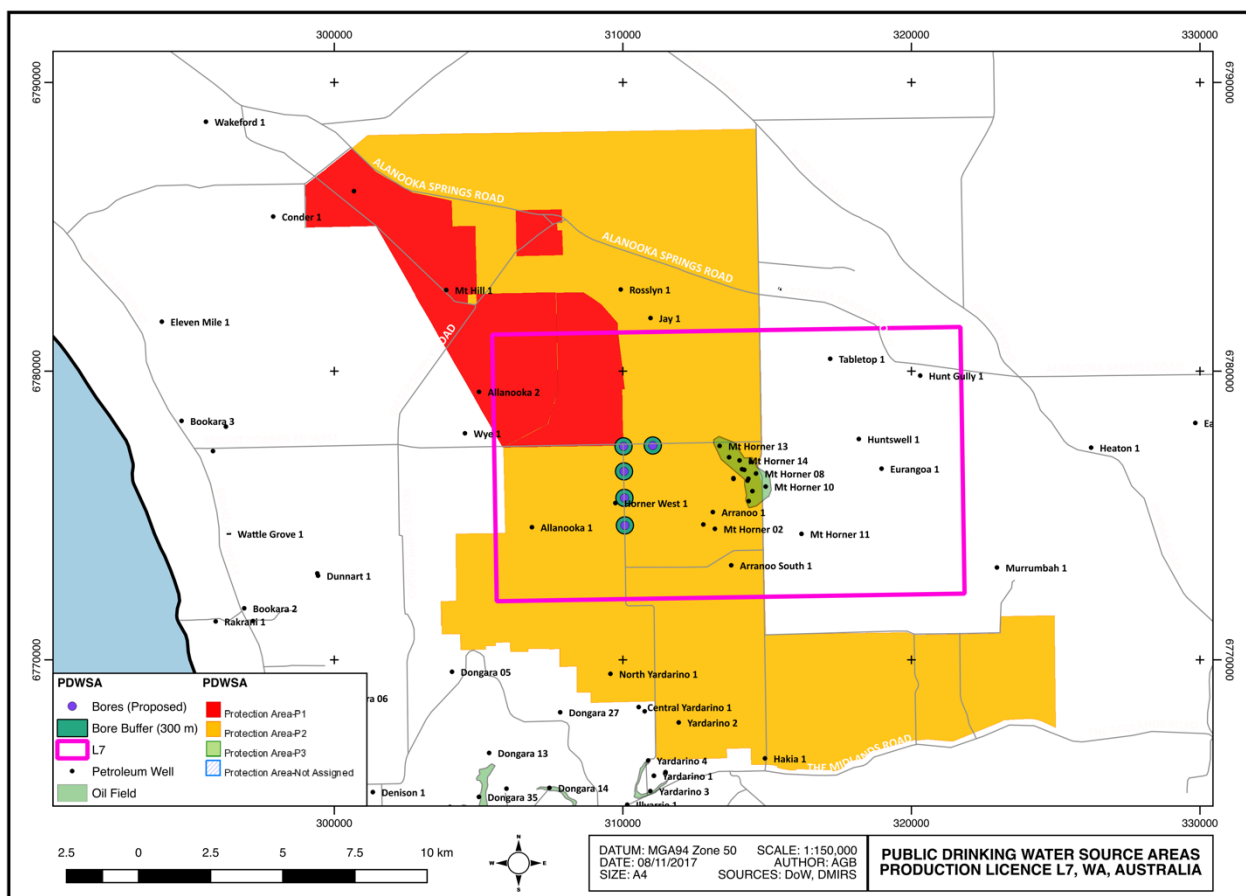 300000 310000 320000 330000
6790000 6790000
Wakeford 1
ALANOOKA SPRINGS ROAD
Conder 1
ALANOOKA SPRINGS ROAD
Mt Hill 1
Rosslyn 1
Jay 1
Eleven Mile 1
ROAD
6780000 6780000
Tabletop 1
Hunt Gully 1
Allanooka 2
Bookara 3
Wye 1
Mt Horner 13
Huntswell 1
Heaton 1
Mt Horner 14
Mt Horner 08
Eurangoa 1
Mt Horner 10
Horner West 1
Arranoo 1
Allanooka 1
Mt Horner 02
Mt Horner 11
Wattle Grove 1
Arranoo South 1
Murrumbah 1
Dunnart 1
Bookara 2
Rakrani 1
6770000 6770000
Dongara 05
North Yardarino 1
Central Yardarino 1
Dongara 27
Yardarino 2
06
Dongara 13
Hakia 1
THE MIDLANDS ROAD
Yardarino 4
Yardarino 1
Dongara 14
Yardarino 3
Denison 1
Dongara 35
PDWSA
Bores (Proposed)
Bore Buffer (300 m)
L7
Petroleum Well
Oil Field
PDWSA
Protection Area-P1
Protection Area-P2
Protection Area-P3
Protection Area-Not Assigned
300000 310000 320000 330000
2.5 0 2.5 5 7.5 10 km
N
W E
S
DATUM: MGA94 Zone 50 SCALE: 1:150,000
DATE: 08/11/2017 AUTHOR: AGB
SIZE: A4 SOURCES: DoW, DMIRS
PUBLIC DRINKING WATER SOURCE AREAS
PRODUCTION LICENCE L7, WA, AUSTRALIA